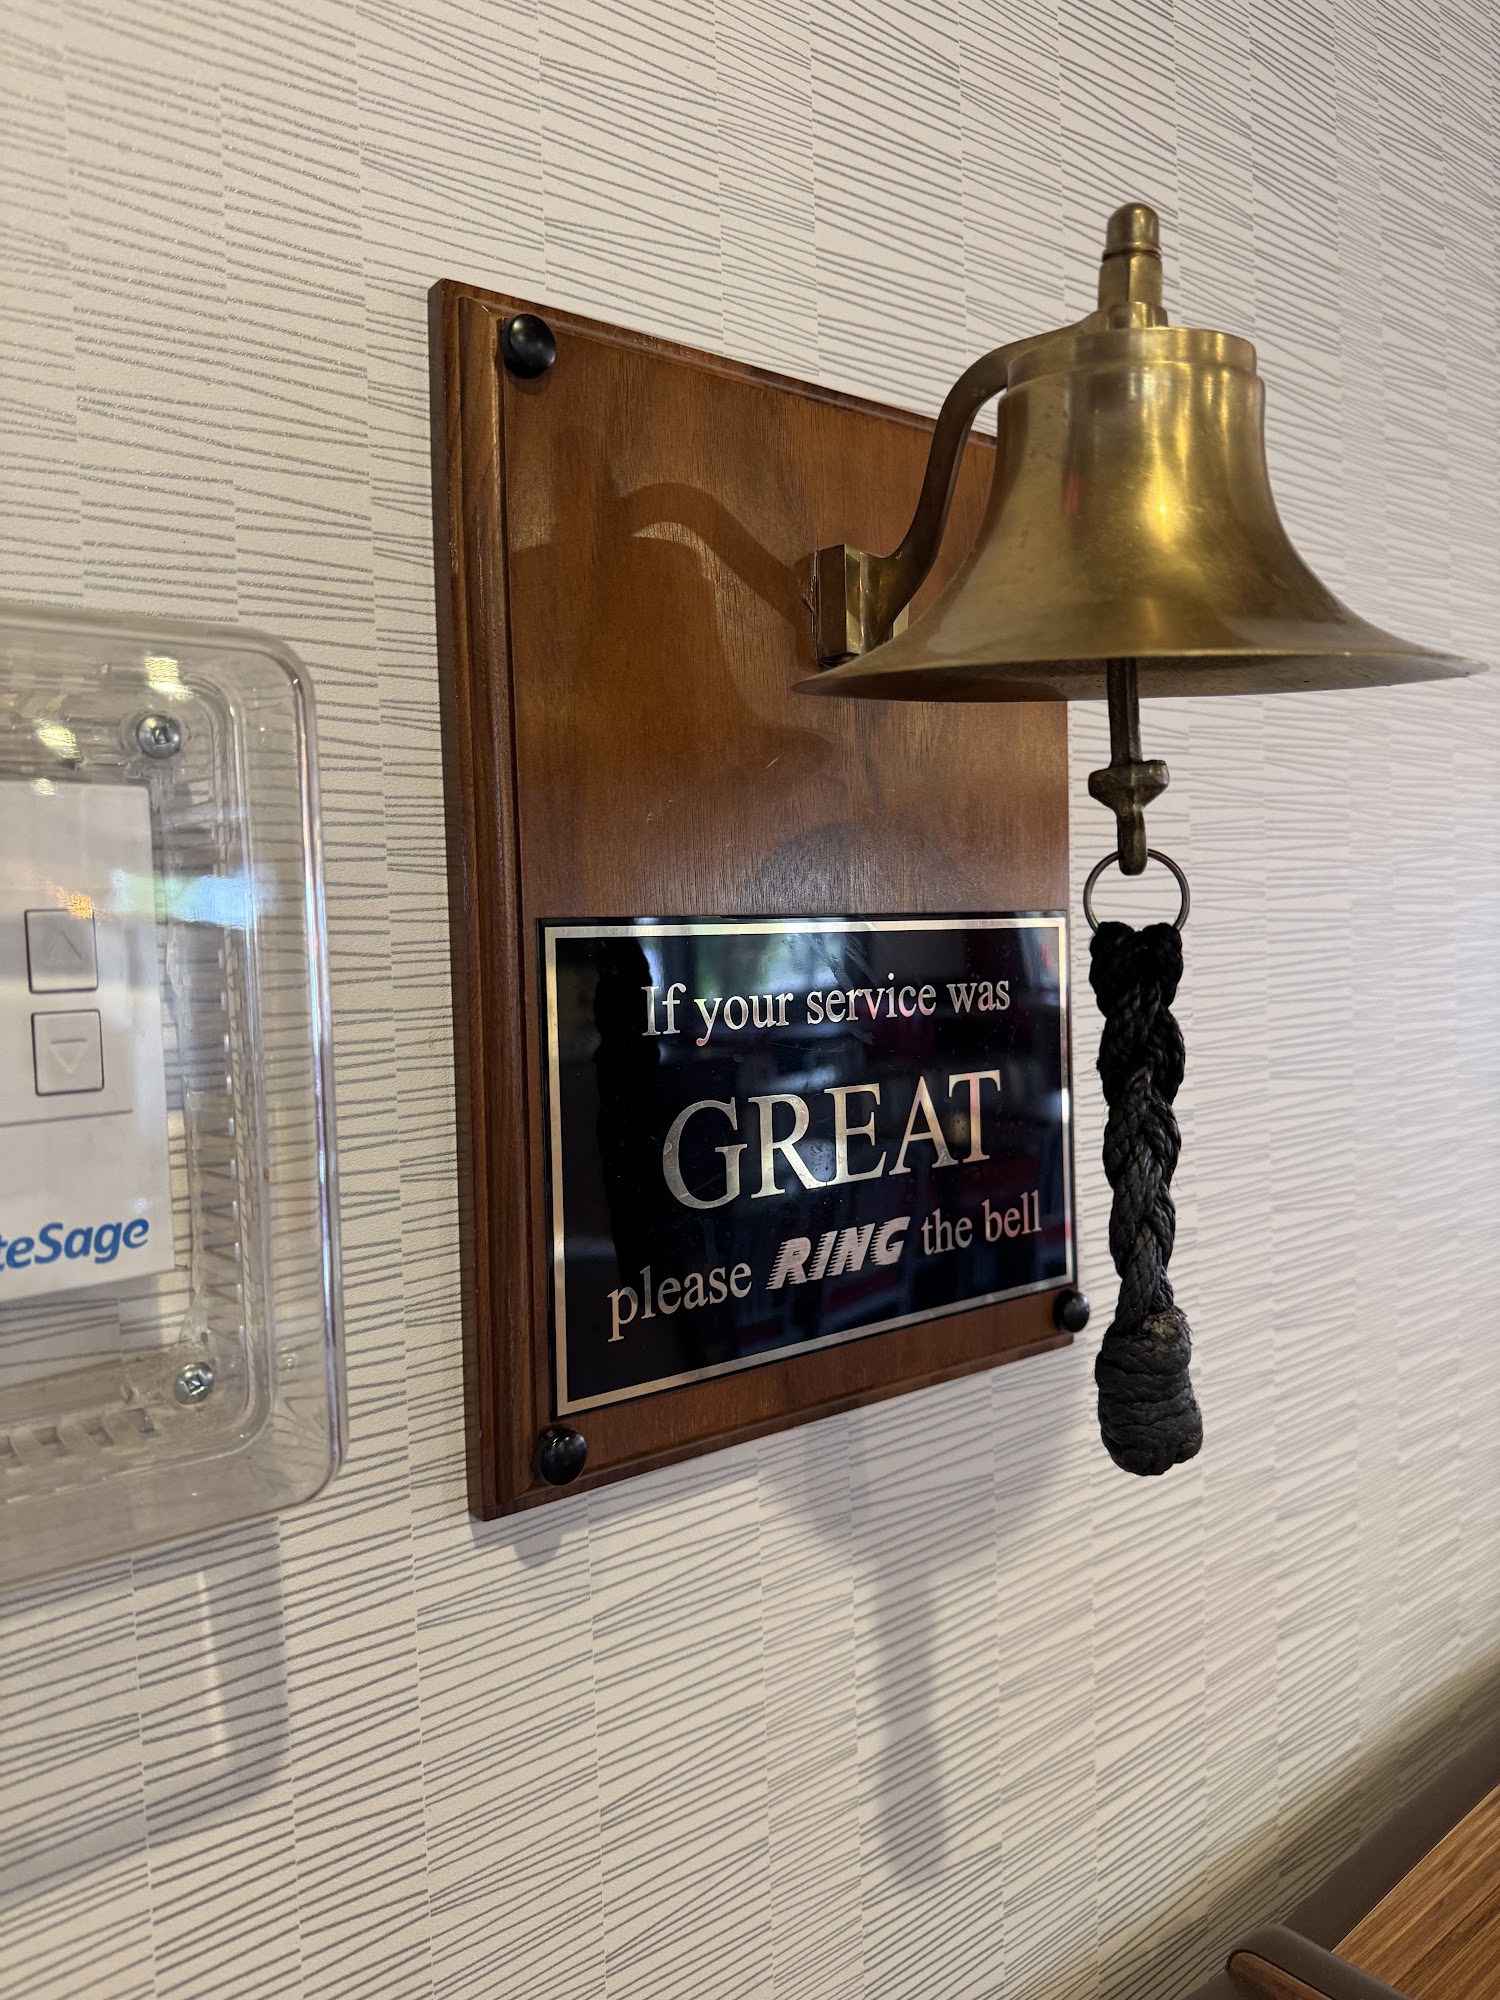 If your service was
GREAT
please RING the bell
teSage